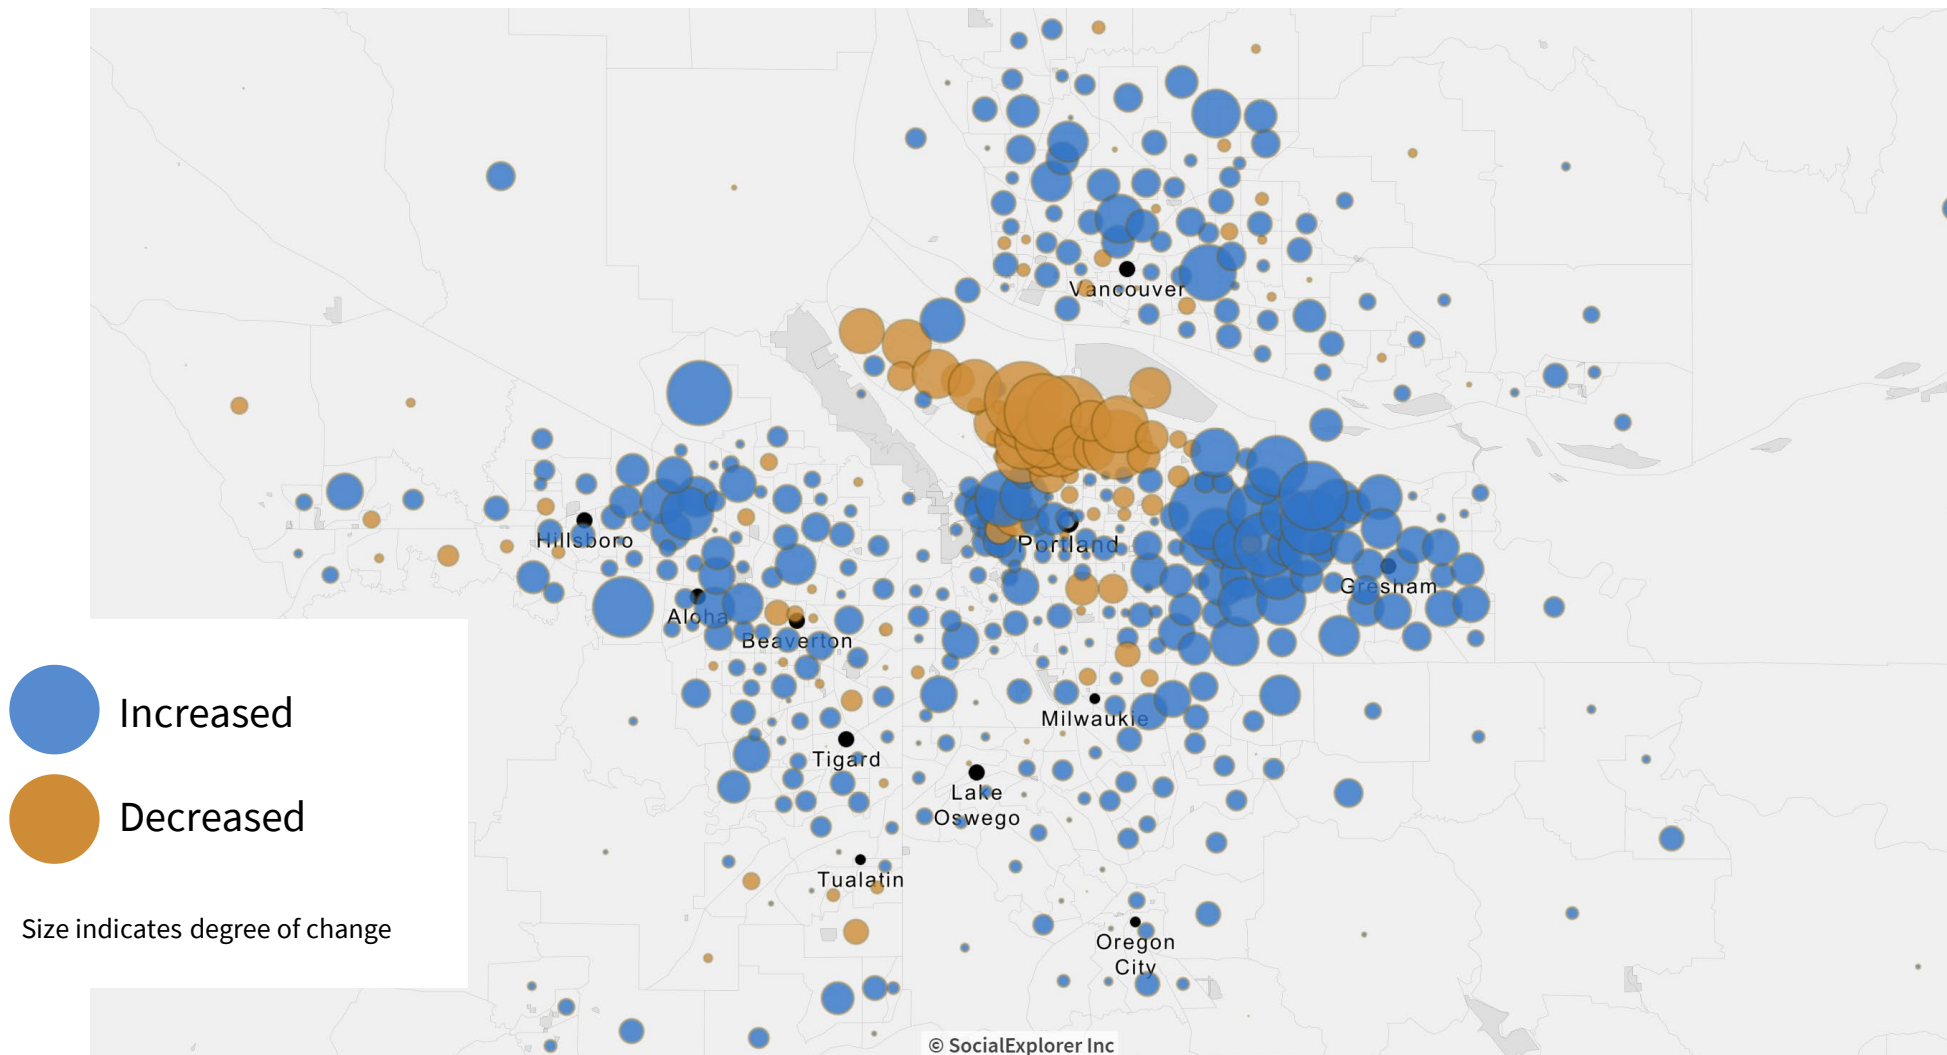 Vancouver
Hillsboro
Portland
Gresham
Aloha
Beaverton
Increased
Milwaukie
Tigard
Decreased
Lake
Oswego
Tualatin
Size indicates degree of change
Oregon
City
© SocialExplorer Inc